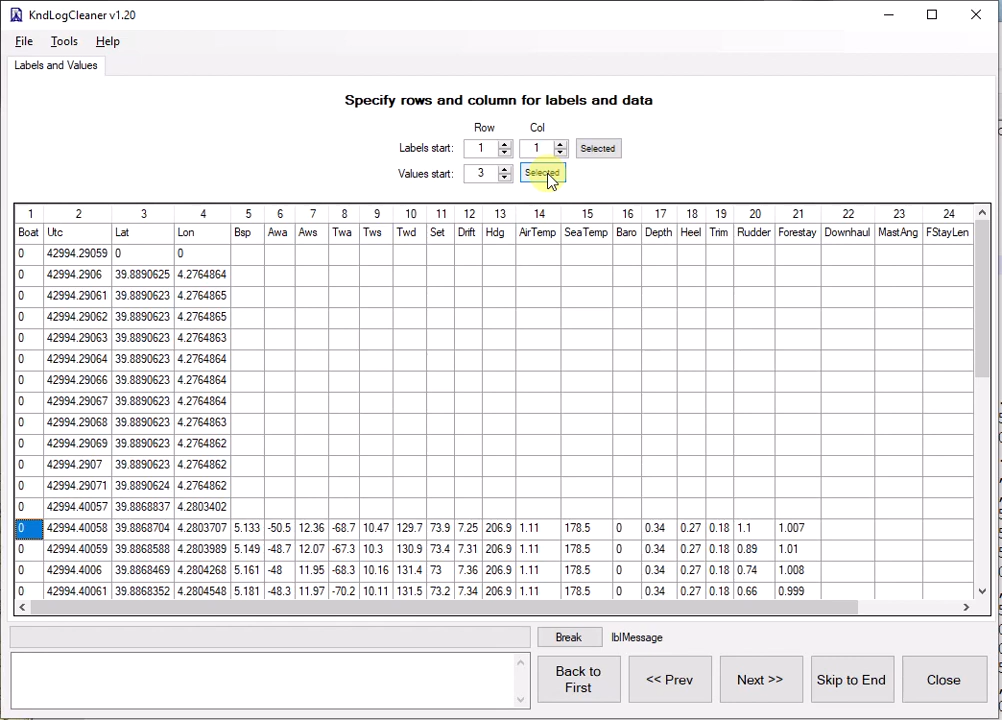 KndLogCleaner v1.20
File Tools Help
Labels and Values
Specify rows and column for labels and data
Row Col
Labels start: 1 1 Selected
Values start: 3 Selected
1 2 3 4 5 6 7 8 9 10 11 12 13 14 15 16 17 18 19 20 21 22 23 24
Boat Utc Lat Lon Bsp Awa Aws Twa Tws Twd Set Drift Hdg AirTemp SeaTemp Baro Depth Heel Trim Rudder Forestay Downhaul MastAng FStayLen
0 42994.29059 0 0
0 42994.2906 39.8890625 4.2764864
0 42994.29061 39.8890623 4.2764865
0 42994.29062 39.8890623 4.2764865
0 42994.29063 39.8890623 4.2764863
0 42994.29064 39.8890623 4.2764864
0 42994.29066 39.8890623 4.2764864
0 42994.29067 39.8890623 4.2764864
0 42994.29068 39.8890623 4.2764863
0 42994.29069 39.8890623 4.2764862
0 42994.2907 39.8890623 4.2764862
0 42994.29071 39.8890624 4.2764862
0 42994.40057 39.8868837 4.2803402
0 42994.40058 39.8868704 4.2803707 5.133 -50.5 12.36 -68.7 10.47 129.7 73.9 7.25 206.9 1.11 178.5 0 0.34 0.27 0.18 1.1 1.007
0 42994.40059 39.8868588 4.2803989 5.149 -48.7 12.07 -67.3 10.3 130.9 73.4 7.31 206.9 1.11 178.5 0 0.34 0.27 0.18 0.89 1.01
0 42994.4006 39.8868469 4.2804268 5.161 -48 11.95 -68.3 10.16 131.4 73 7.36 206.9 1.11 178.5 0 0.34 0.27 0.18 0.74 1.008
0 42994.40061 39.8868352 4.2804548 5.181 -48.3 11.97 -70.2 10.11 131.5 73.2 7.34 206.9 1.11 178.5 0 0.34 0.27 0.18 0.66 0.999
Break lblMessage
Back to First << Prev Next >> Skip to End Close